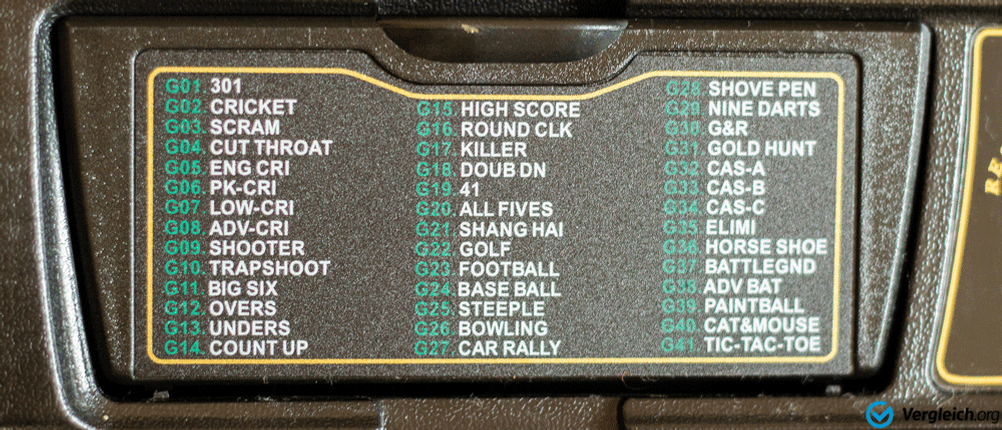 G01. 301
G02. CRICKET
G03. SCRAM
G04. CUT THROAT
G05. ENG CRI
G06. PK-CRI
G07. LOW-CRI
G08. ADV-CRI
G09. SHOOTER
G10. TRAPSHOOT
G11. BIG SIX
G12. OVERS
G13. UNDERS
G14. COUNT UP
G15. HIGH SCORE
G16. ROUND CLK
G17. KILLER
G18. DOUB DN
G19. 41
G20. ALL FIVES
G21. SHANG HAI
G22. GOLF
G23. FOOTBALL
G24. BASE BALL
G25. STEEPLE
G26. BOWLING
G27. CAR RALLY
G28. SHOVE PEN
G29. NINE DARTS
G30. G&R
G31. GOLD HUNT
G32. CAS-A
G33. CAS-B
G34. CAS-C
G35. ELIMI
G36. HORSE SHOE
G37. BATTLEGND
G38. ADV BAT
G39. PAINTBALL
G40. CAT&MOUSE
G41. TIC-TAC-TOE
Vergleich.org